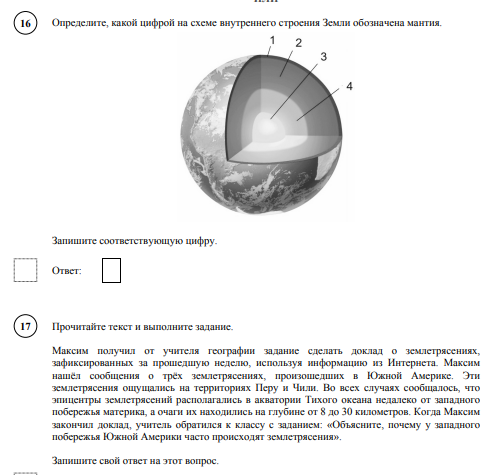 16 Определите, какой цифрой на схеме внутреннего строения Земли обозначена мантия.
1
2
3
4
Запишите соответствующую цифру.
Ответ:
17 Прочитайте текст и выполните задание.
Максим получил от учителя географии задание сделать доклад о землетрясениях,
зафиксированных за прошедшую неделю, используя информацию из Интернета. Максим
нашёл сообщения о трёх землетрясениях, произошедших в Южной Америке. Эти
землетрясения ощущались на территориях Перу и Чили. Во всех случаях сообщалось, что
эпицентры землетрясений располагались в акватории Тихого океана недалеко от западного
побережья материка, а очаги их находились на глубине от 8 до 30 километров. Когда Максим
закончил доклад, учитель обратился к классу с заданием: «Объясните, почему у западного
побережья Южной Америки часто происходят землетрясения».
Запишите свой ответ на этот вопрос.